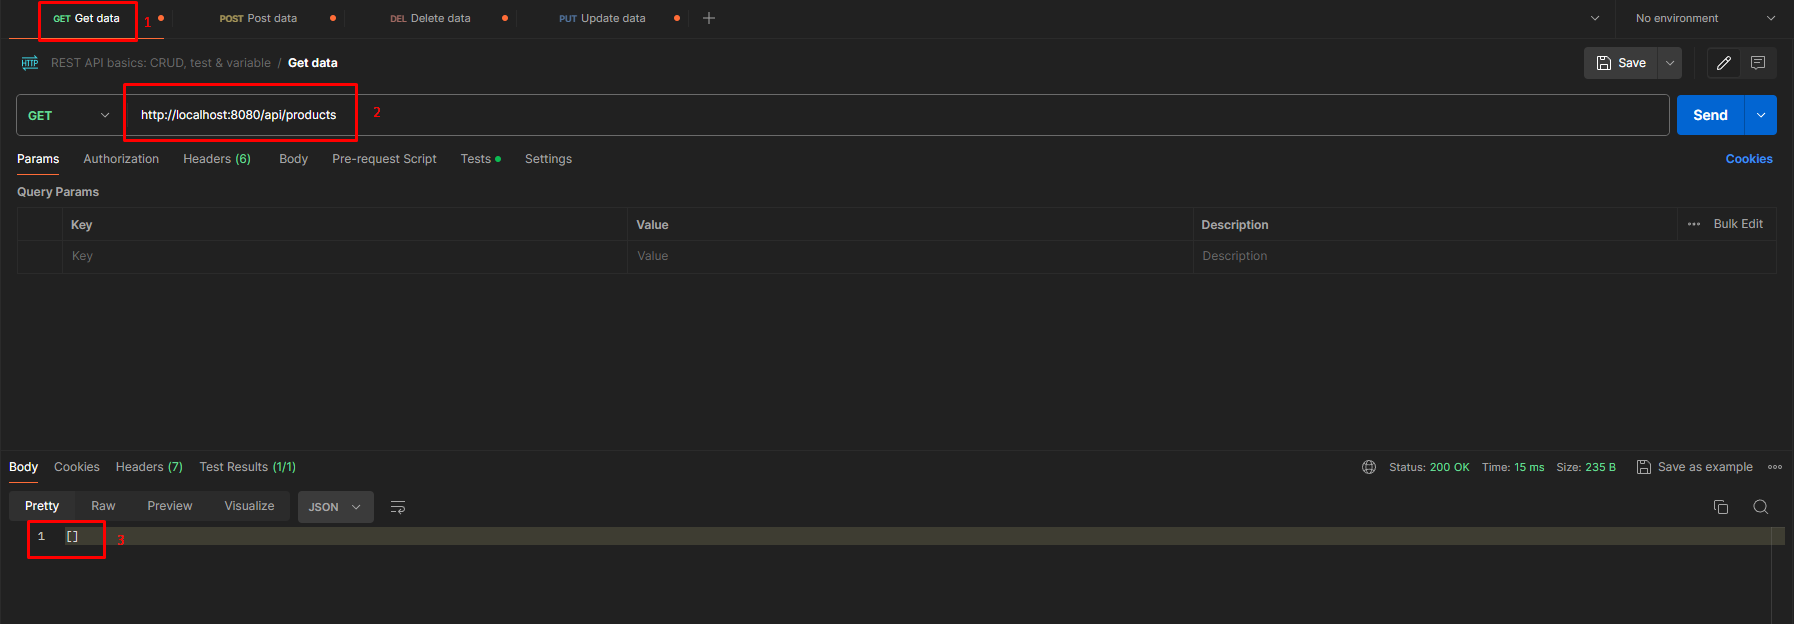 GET Get data 1 POST Post data DEL Delete data PUT Update data No environment
HTTP REST API basics: CRUD, test & variable / Get data Save
GET http://localhost:8080/api/products 2 Send
Params Authorization Headers (6) Body Pre-request Script Tests Settings Cookies
Query Params
Key Value Description Bulk Edit
Key Value Description
Body Cookies Headers (7) Test Results (1/1) Status: 200 OK Time: 15 ms Size: 235 B Save as example
Pretty Raw Preview Visualize JSON
1 [] 3